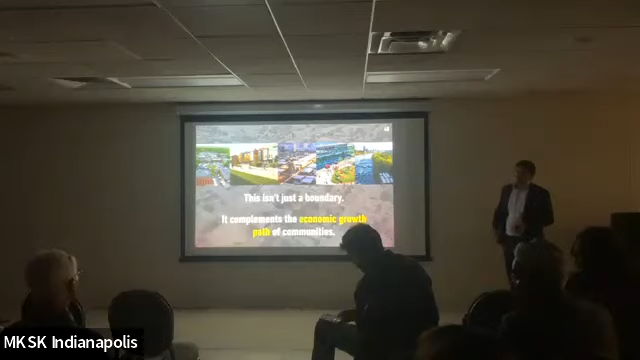 This isn't just a boundary.
It complements the economic growth
path of communities.
MKSK Indianapolis